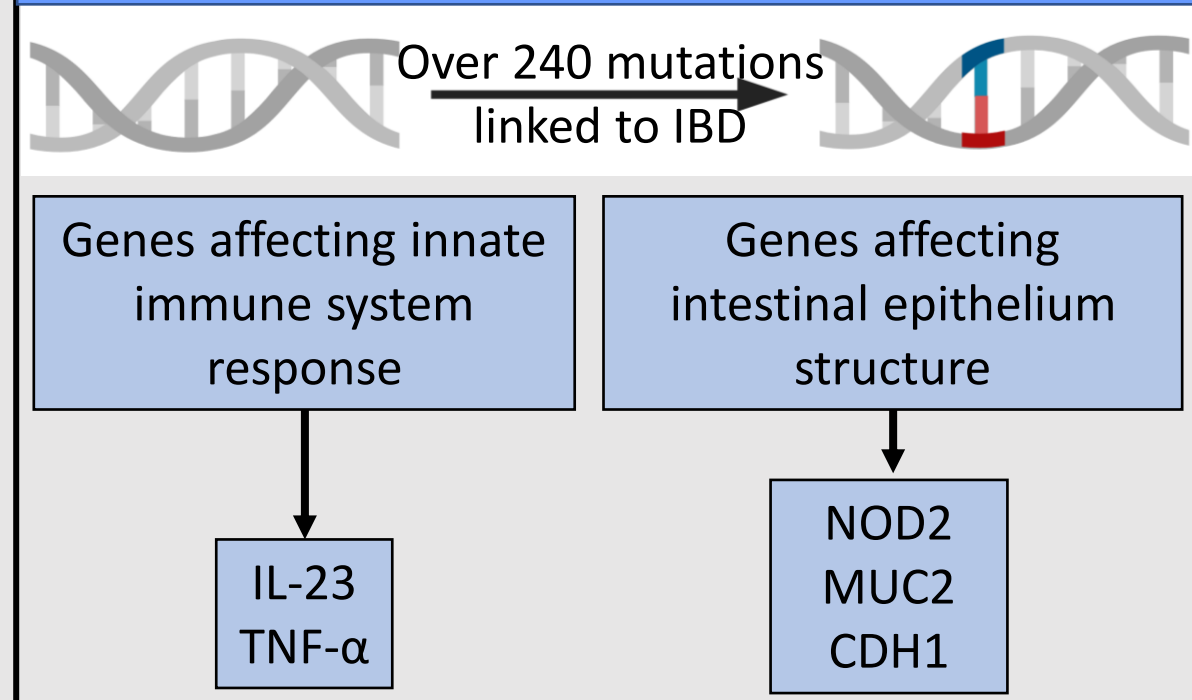 Over 240 mutations
linked to IBD
Genes affecting innate
immune system
response
Genes affecting
intestinal epithelium
structure
IL-23
TNF-α
NOD2
MUC2
CDH1